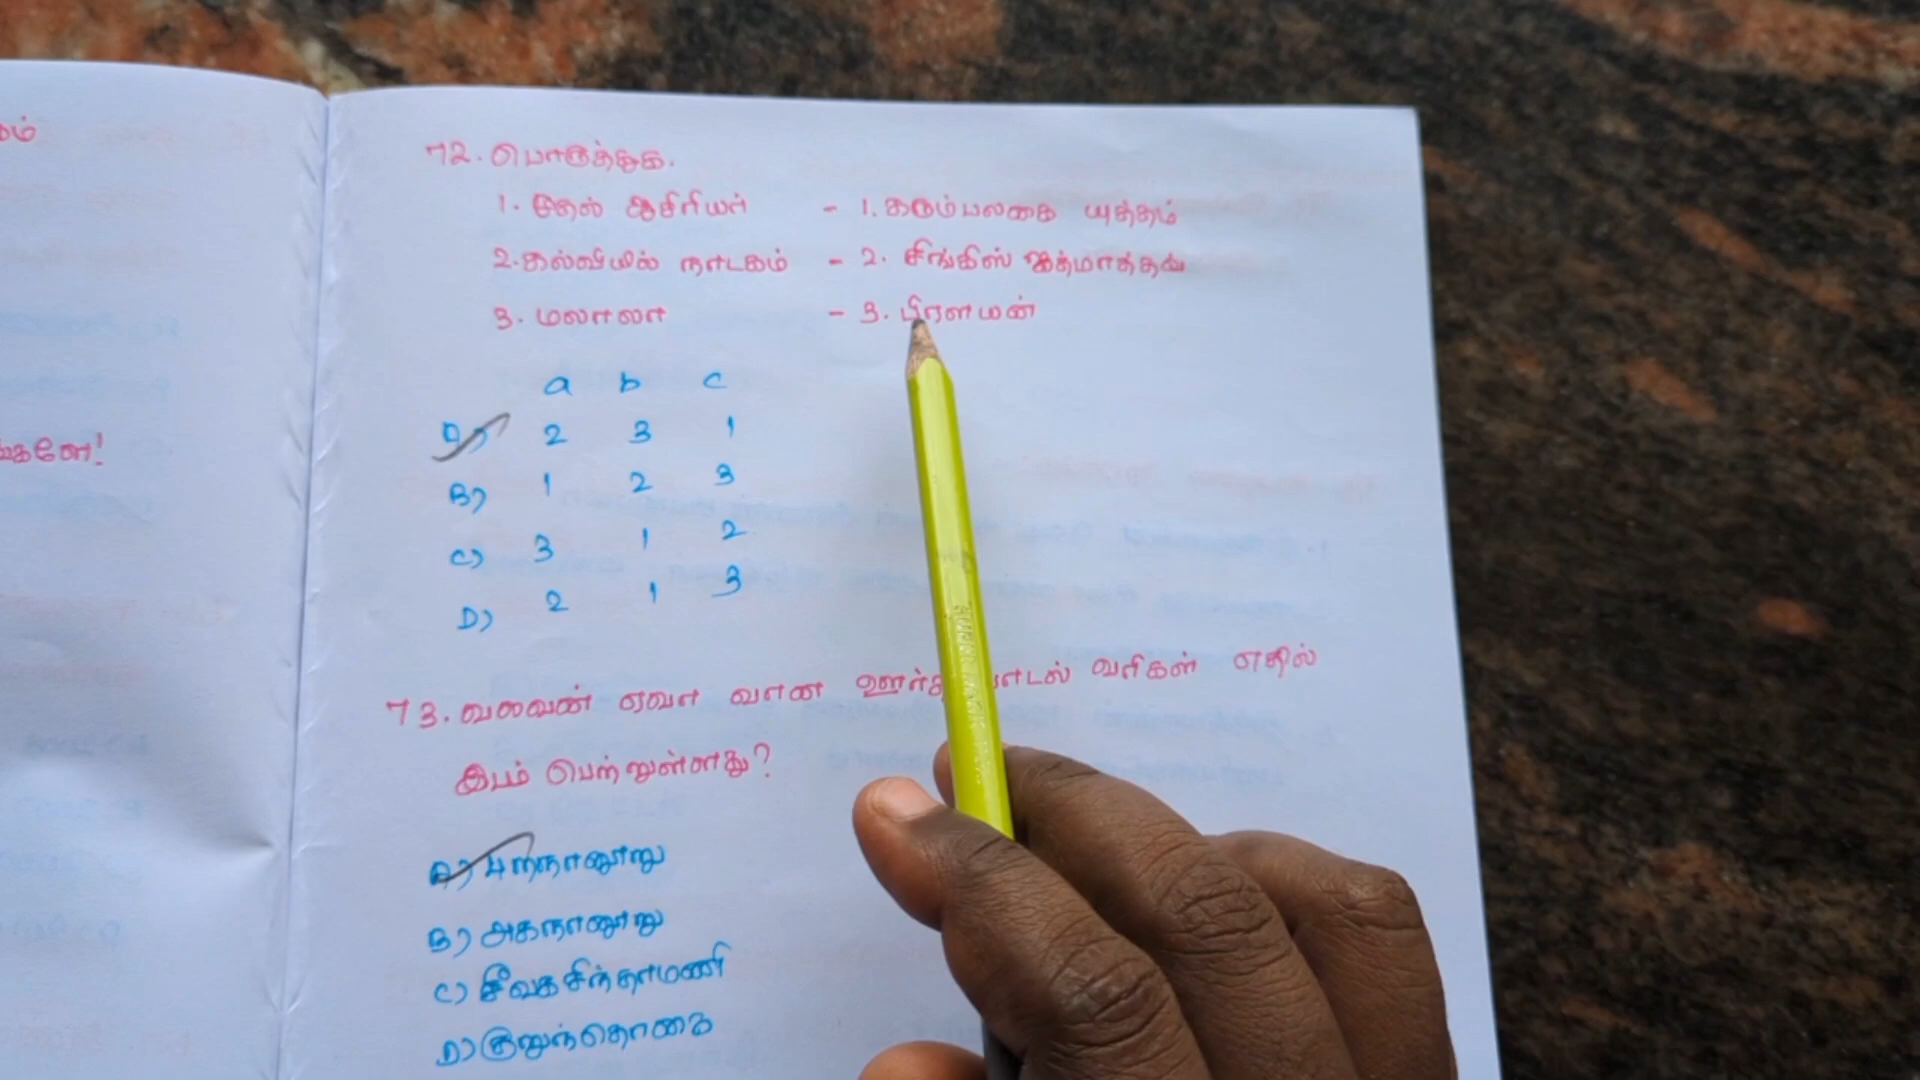 ளே!
72. பொருத்துக.
1. முதல் ஆசிரியர் - 1. கரும்பலகை யுத்தம்
2. கல்வியில் நாடகம் - 2. சிங்கிஸ் ஐத்மாத்தவ்
3. மலாலா - 3. பிரளயன்
a b c
A) 2 3 1
B) 1 2 3
C) 3 1 2
D) 2 1 3
73. வலவன் ஏவா வான ஊர்தி பாடல் வரிகள் எதில்
இடம் பெற்றுள்ளது?
A) புறநானூறு
B) அகநானூறு
C) சீவக சிந்தாமணி
D) குறுந்தொகை